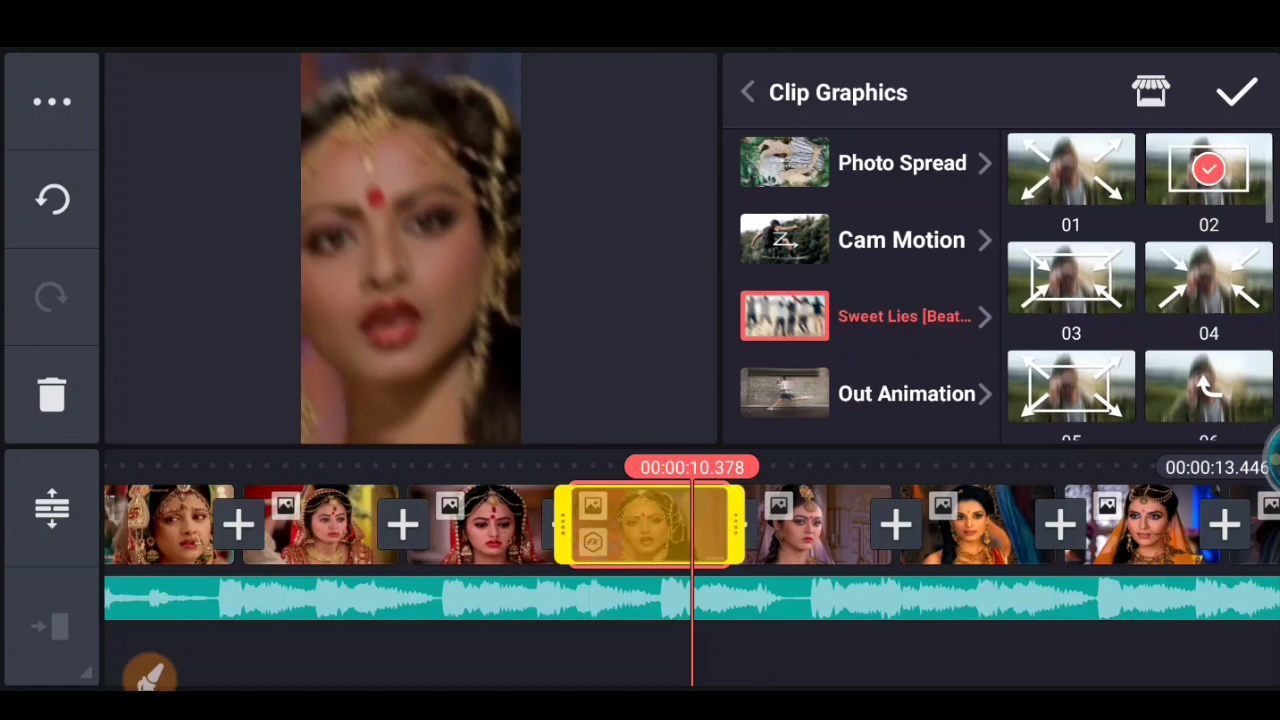 Clip Graphics
Photo Spread
Cam Motion
Sweet Lies [Beat...
Out Animation
01
02
03
04
00:00:10.378
00:00:13.446